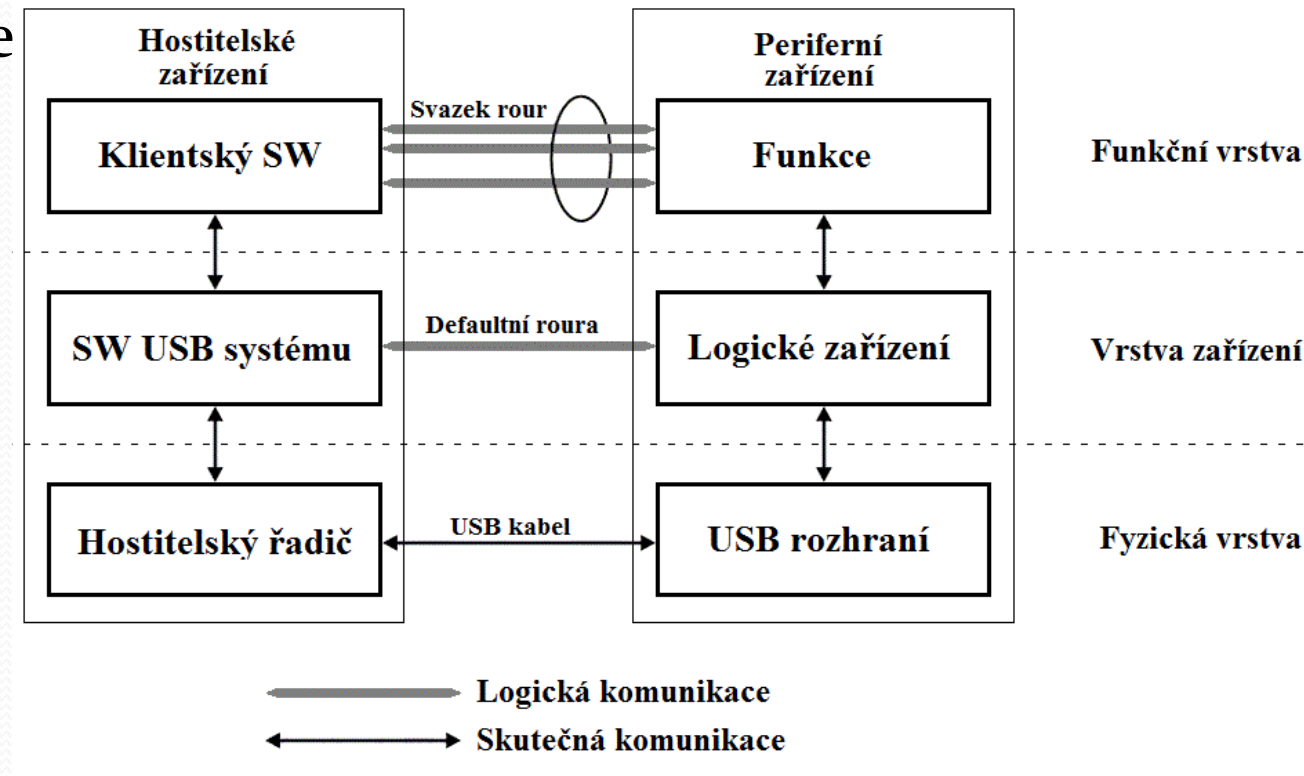 e
Hostitelské
zařízení
Periferní
zařízení
Svazek rour
Klientský SW
Funkce
Funkční vrstva
Defaultní roura
SW USB systému
Logické zařízení
Vrstva zařízení
USB kabel
Hostitelský řadič
USB rozhraní
Fyzická vrstva
Logická komunikace
Skutečná komunikace